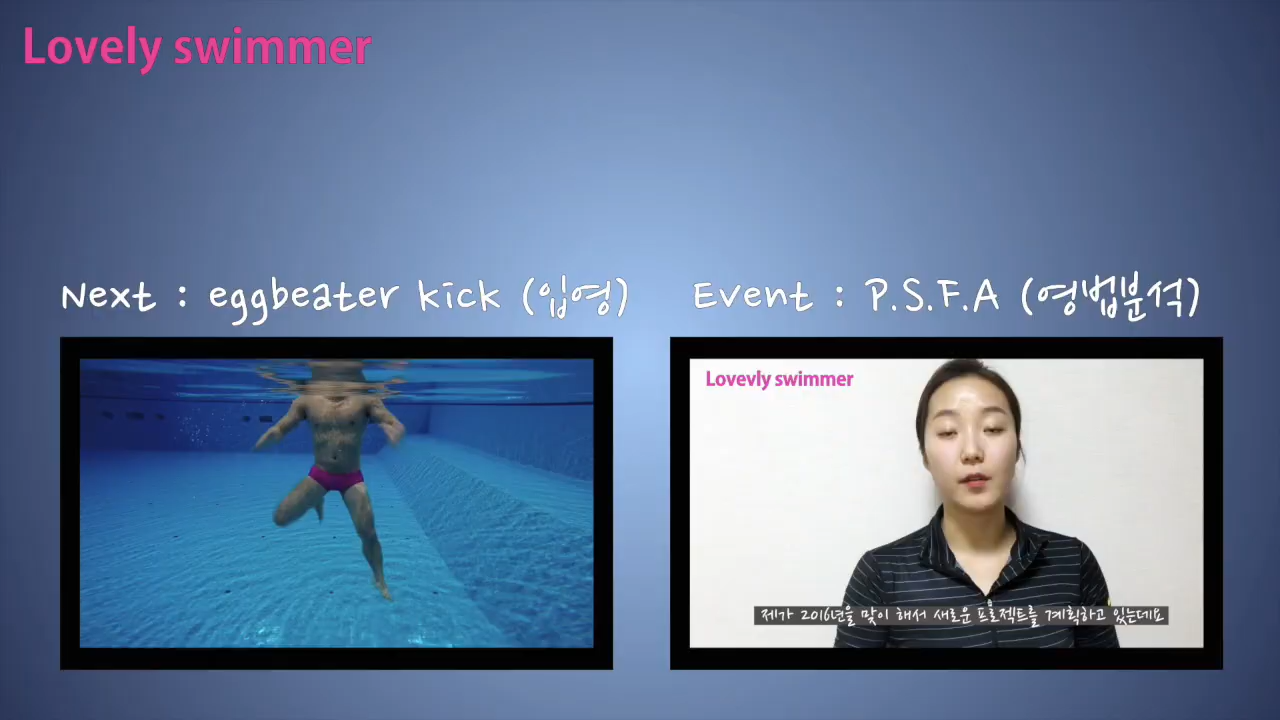 Lovely swimmer
Next : eggbeater kick (입영)
Event : P.S.F.A (영법분석)
Lovevly swimmer
제가 2016년을 맞이 해서 새로운 프로젝트를 계획하고 있는데요